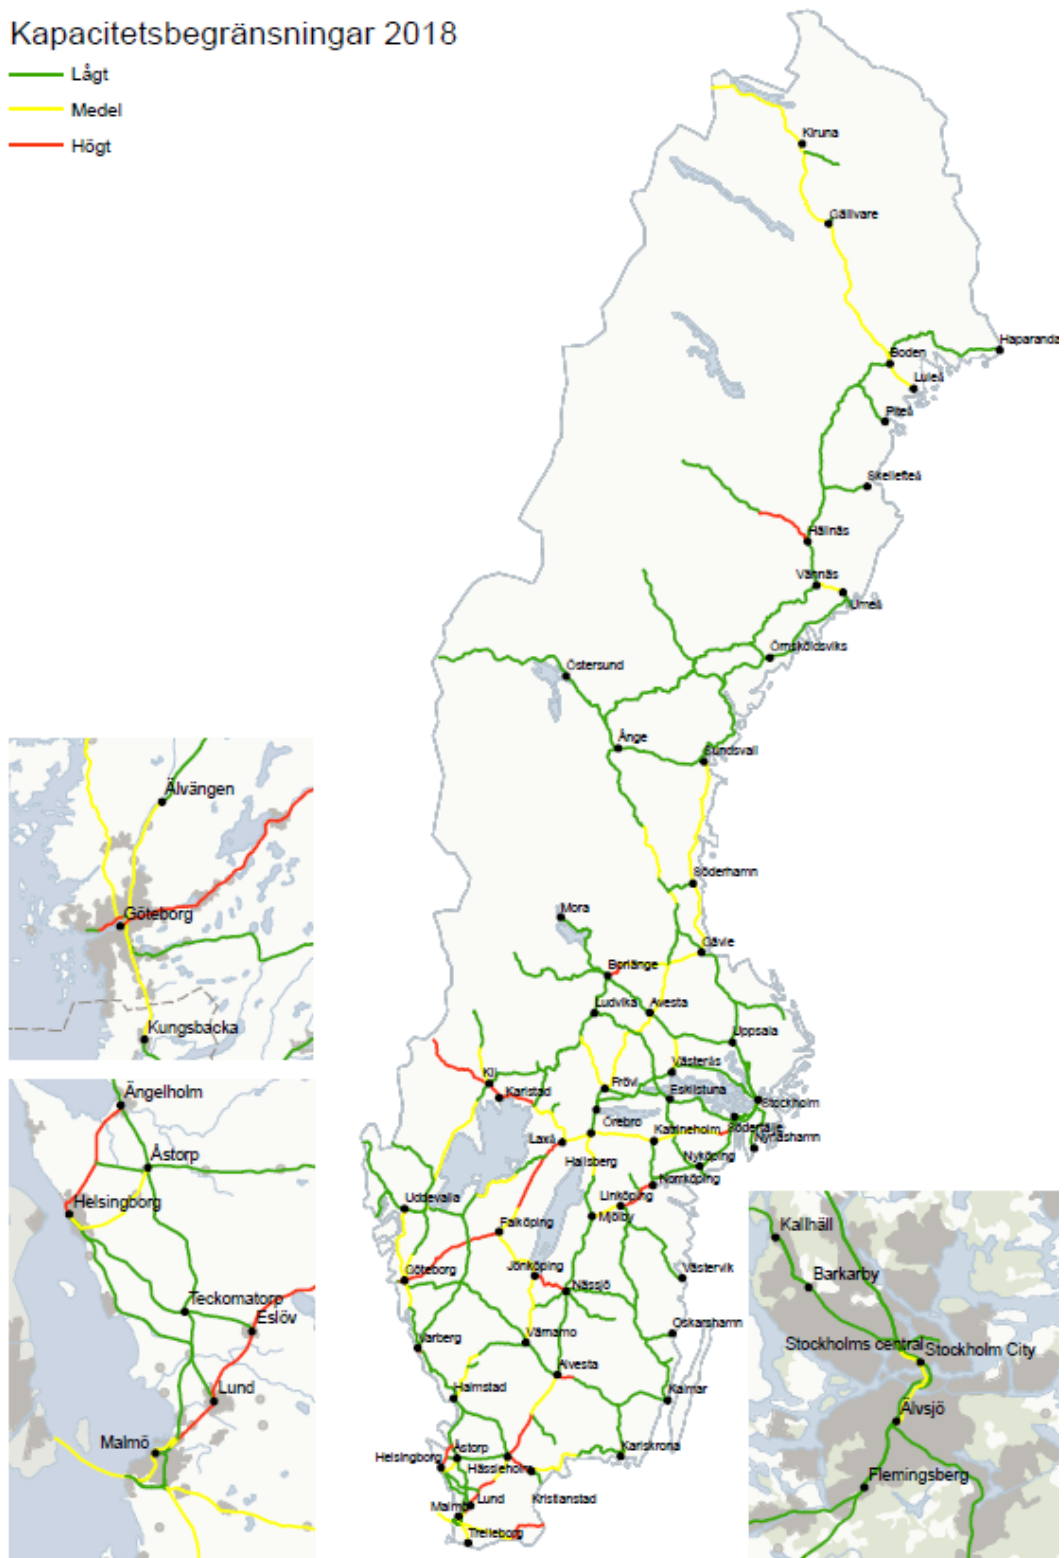 Kapacitetsbegränsningar 2018
Lågt
Medel
Högt
Kiruna
Gällivare
Haparanda
Boden
Luleå
Piteå
Skellefteå
Hällnäs
Vännäs
Umeå
Örnsköldsviks
Östersund
Ånge
Sundsvall
Söderhamn
Mora
Gävle
Borlänge
Ludvika
Avesta
Uppsala
Västerås
Kil
Frövi
Eskilstuna
Karlstad
Stockholm
Örebro
Södertälje
Katrineholm
Laxå
Nynäshamn
Hallsberg
Nyköping
Norrköping
Linköping
Uddevalla
Mjölby
Falköping
Göteborg
Jönköping
Nässjö
Västervik
Oskarshamn
Värnamo
Varberg
Alvesta
Halmstad
Kalmar
Helsingborg
Åstorp
Karlskrona
Hässleholm
Kristianstad
Lund
Malmö
Trelleborg
Älvängen
Göteborg
Kungsbacka
Ängelholm
Åstorp
Helsingborg
Teckomatorp
Eslöv
Lund
Malmö
Kallhäll
Barkarby
Stockholms central
Stockholm City
Älvsjö
Flemingsberg